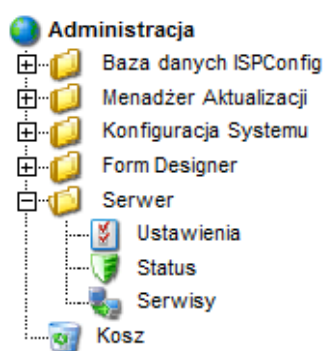 Administracja
Baza danych ISPConfig
Menadżer Aktualizacji
Konfiguracja Systemu
Form Designer
Serwer
Ustawienia
Status
Serwisy
Kosz